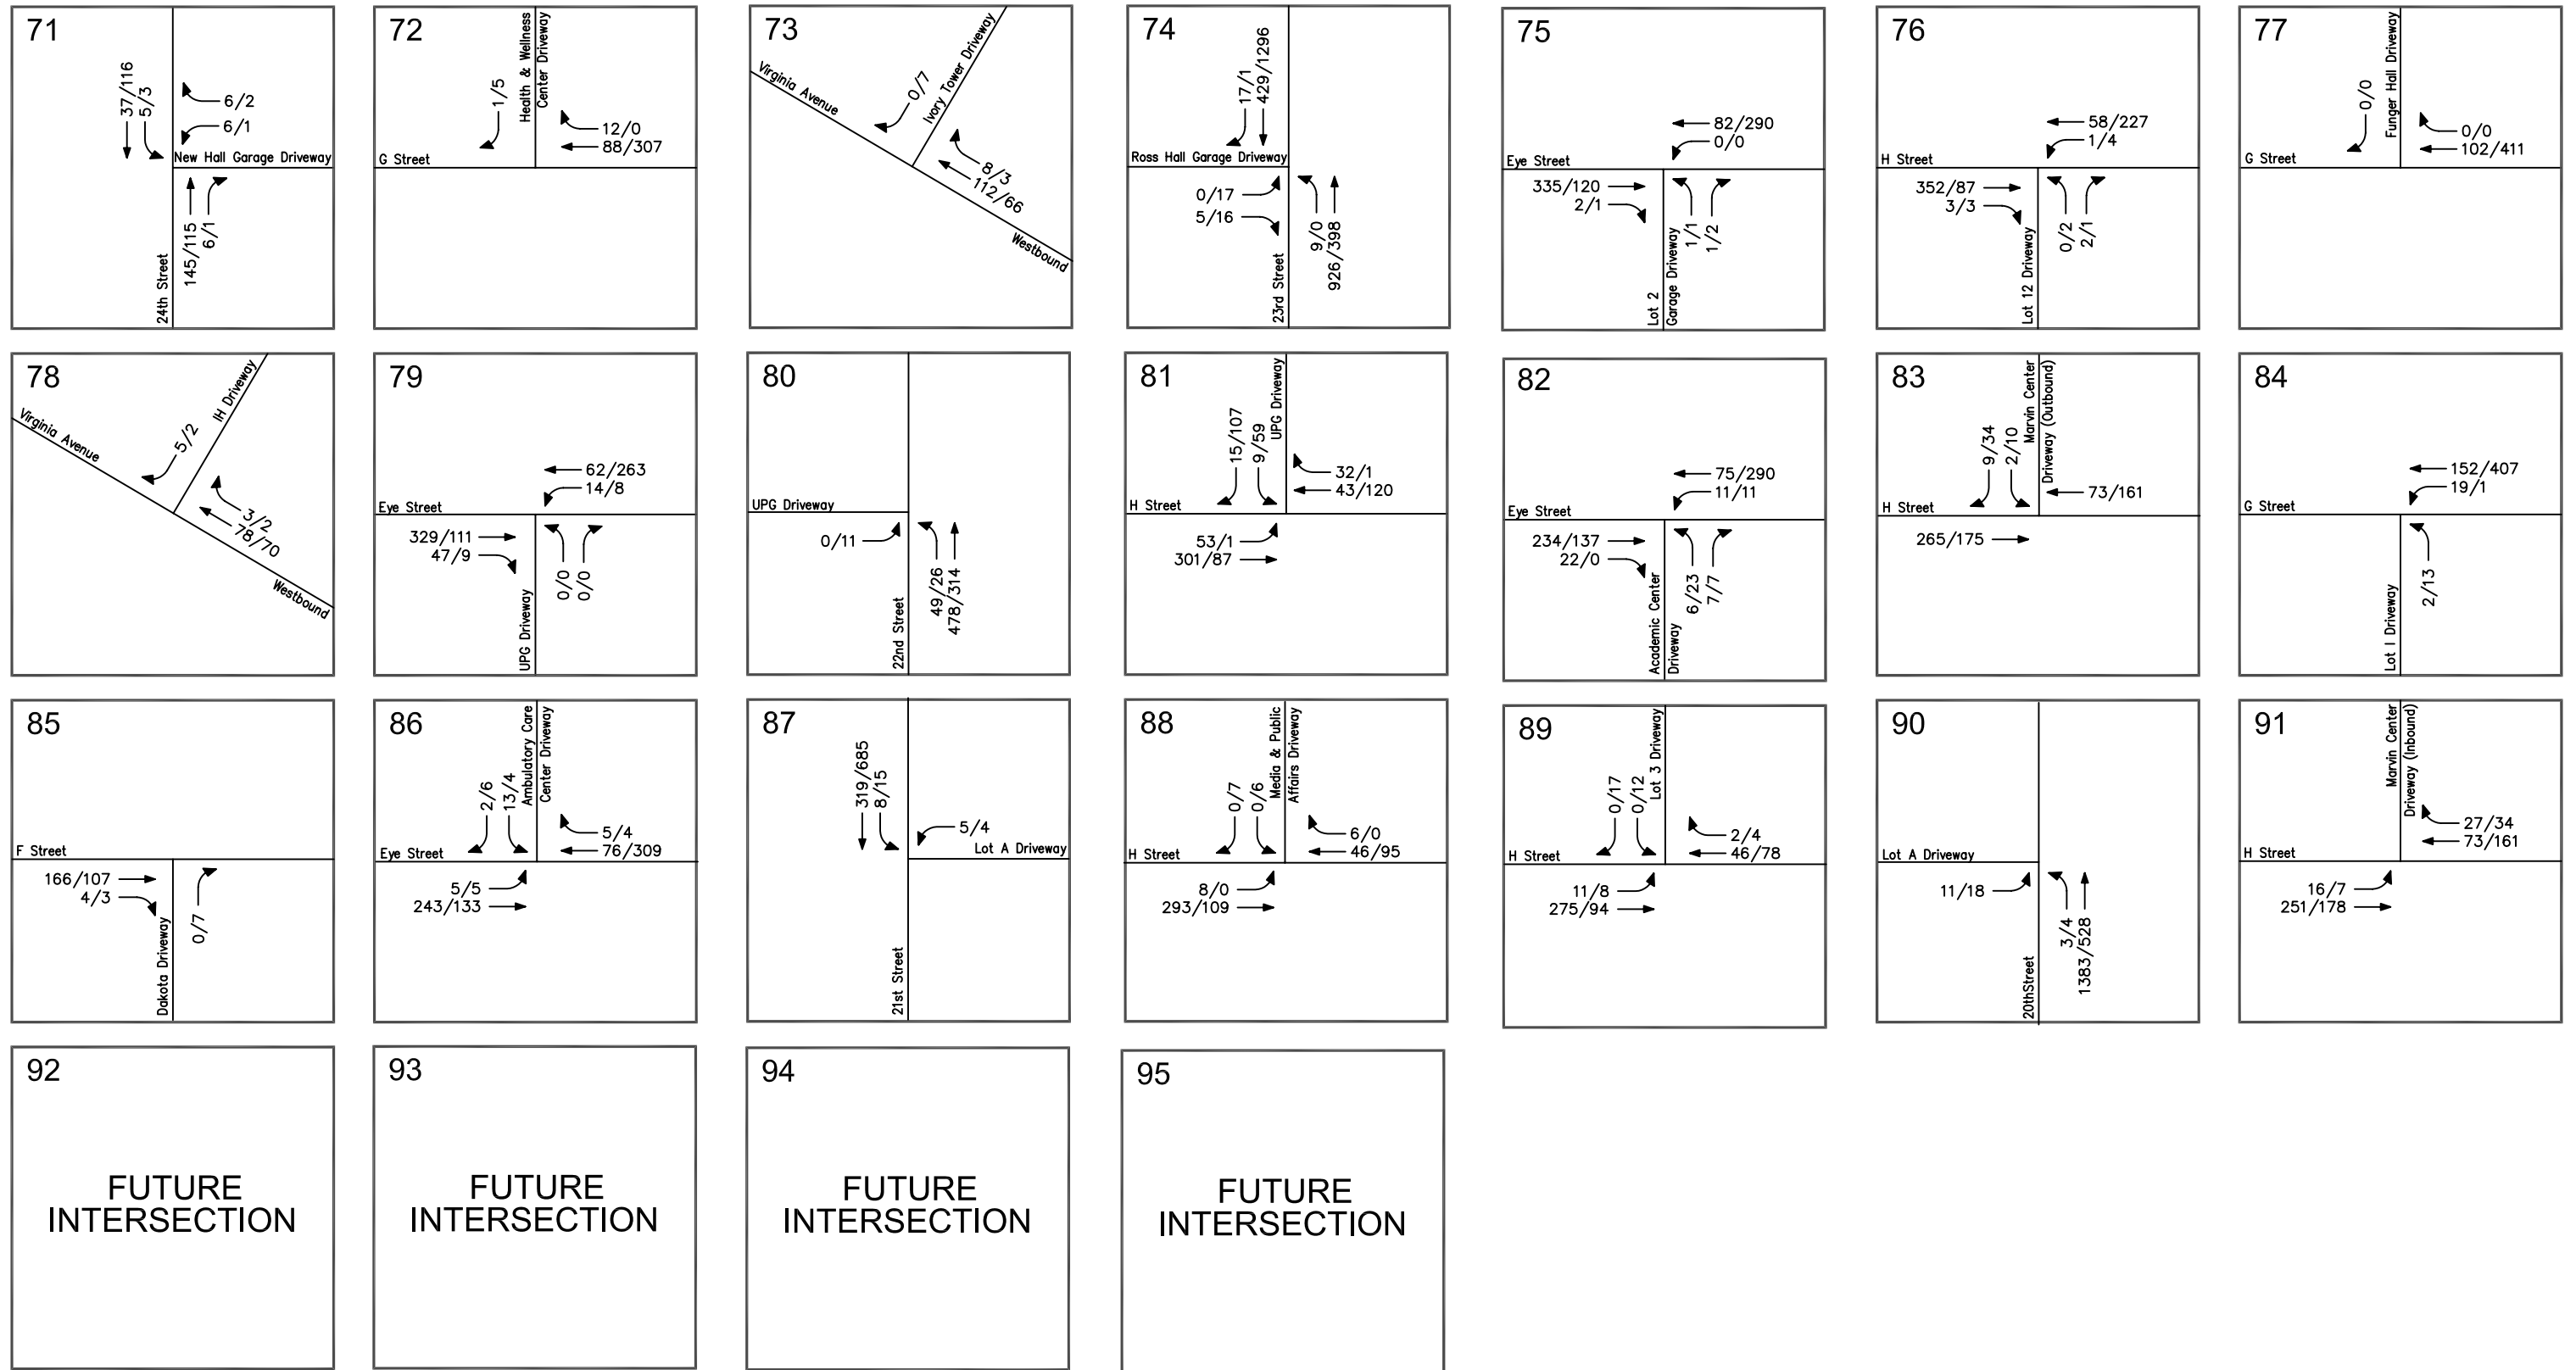 71
37/116
5/3
6/2
6/1
New Hall Garage Driveway
145/115
6/1
24th Street
72
Health & Wellness
Center Driveway
1/5
12/0
88/307
G Street
73
Virginia Avenue
0/7
Ivory Tower Driveway
8/3
112/66
Westbound
74
17/1
429/1296
Ross Hall Garage Driveway
0/17
5/16
9/0
926/398
23rd Street
75
82/290
0/0
Eye Street
335/120
2/1
1/1
1/2
Lot 2
Garage Driveway
76
58/227
1/4
H Street
352/87
3/3
0/2
2/1
Lot 12 Driveway
77
Funger Hall Driveway
0/0
0/0
102/411
G Street
78
Virginia Avenue
5/2
IH Driveway
3/2
78/70
Westbound
79
62/263
14/8
Eye Street
329/111
47/9
0/0
0/0
UPG Driveway
80
UPG Driveway
0/11
49/26
478/314
22nd Street
81
15/107
9/59
UPG Driveway
32/1
43/120
H Street
53/1
301/87
82
75/290
11/11
Eye Street
234/137
22/0
6/23
7/7
Academic Center
Driveway
83
9/34
2/10
Marvin Center
Driveway (Outbound)
73/161
H Street
265/175
84
152/407
19/1
G Street
2/13
Lot I Driveway
85
F Street
166/107
4/3
0/7
Dakota Driveway
86
2/6
13/4
Ambulatory Care
Center Driveway
5/4
76/309
Eye Street
5/5
243/133
87
319/685
8/15
5/4
Lot A Driveway
21st Street
88
0/7
0/6
Media & Public
Affairs Driveway
6/0
46/95
H Street
8/0
293/109
89
0/17
0/12
Lot 3 Driveway
2/4
46/78
H Street
11/8
275/94
90
Lot A Driveway
11/18
3/4
1383/528
20thStreet
91
Marvin Center
Driveway (Inbound)
27/34
73/161
H Street
16/7
251/178
92
FUTURE
INTERSECTION
93
FUTURE
INTERSECTION
94
FUTURE
INTERSECTION
95
FUTURE
INTERSECTION